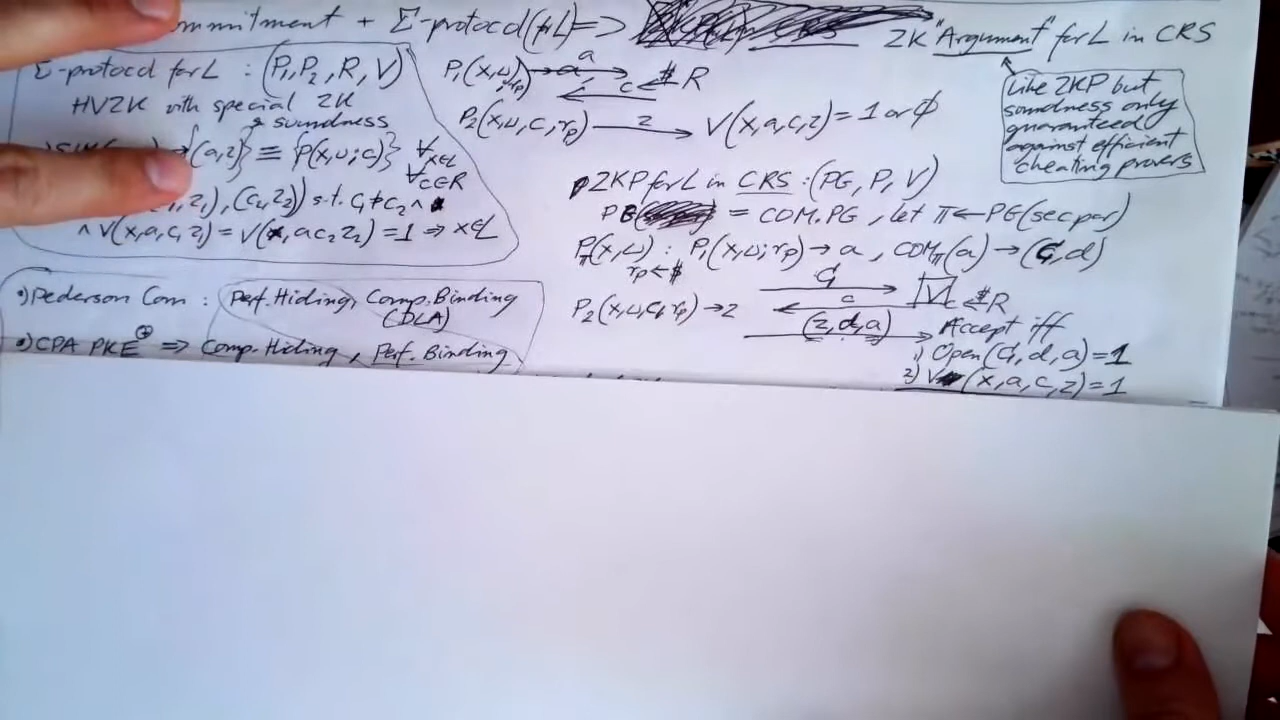 mmitment + Σ-protocol (for L) => ZK "Argument" for L in CRS
Like ZKP but
soundness only
guaranteed
against efficient
cheating provers
Σ-protocol for L : (P₁, P₂, R, V)
HVZK with special ZK
& soundness
(a,z)} ≡ {P(x,ω;c)} ∀x∈L
∀c∈R
z₁), (c₂, z₂)) s.t. c₁ ≠ c₂ ∧
∧ V(x,a,c₁,z₁) = V(x, a c₂ z₂) = 1 ⇒ x∈L
P₁(x,ω;rp) → a
a
c ← $ R
P₂(x,ω,c,rp) z V(x,a,c,z) = 1 or ∅
ZKP for L in CRS : (PG, P, V)
= COM.PG , let π ← PG(secpar)
Pπ(x,ω) : P₁(x,ω;rp) → a , COMπ(a) → (C,d)
rp ← $
C
V
c ← $ R
P₂(x,ω,c,rp) → z
(z,d,a)
Accept iff
1) Open(C, d, a) = 1
2) V (x,a,c,z) = 1
•) Pederson Com : Perf. Hiding, Comp. Binding
(DLA)
•) CPA PKE => Comp. Hiding, Perf. Binding